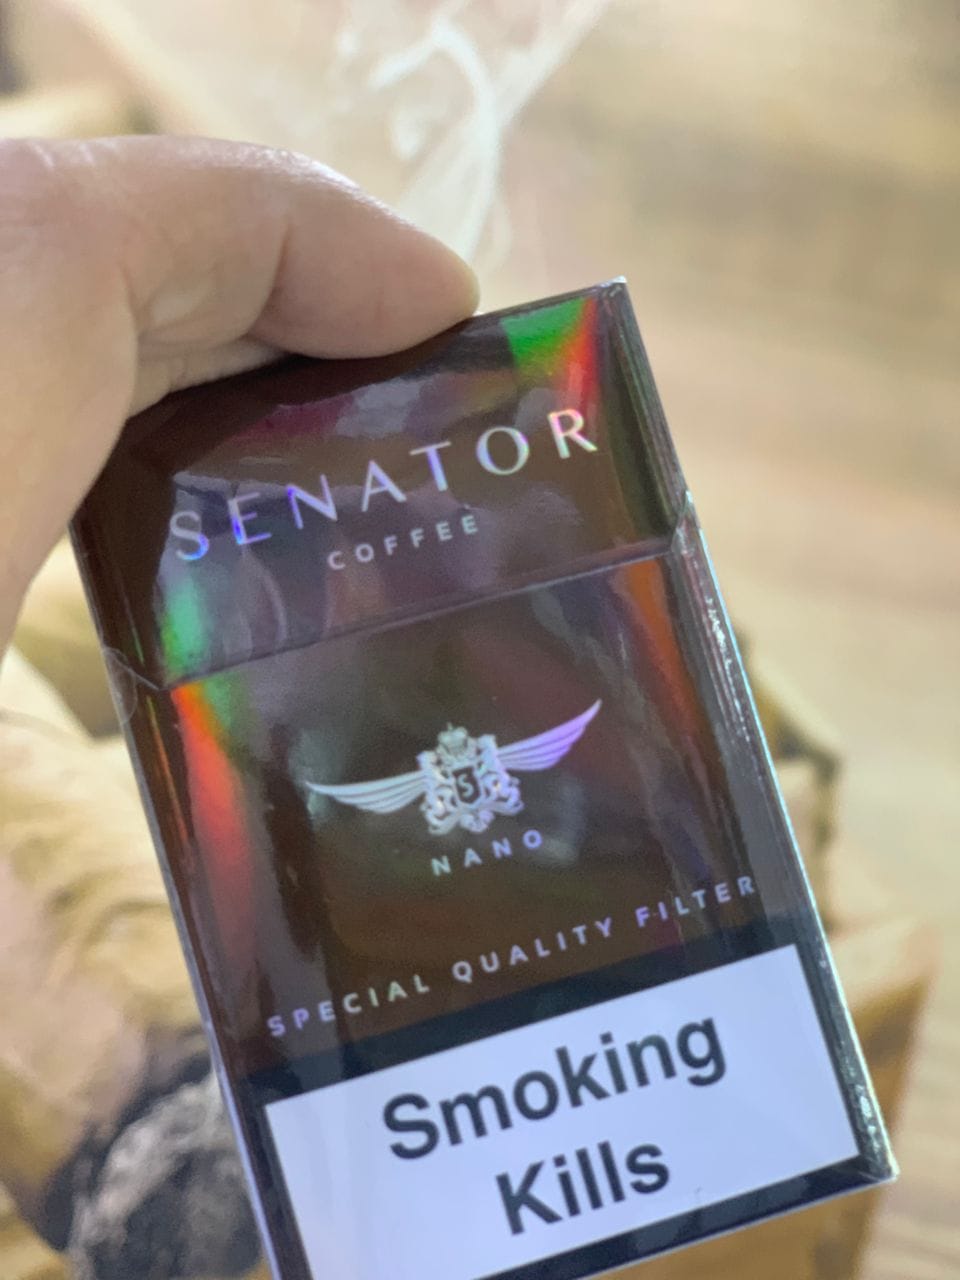 SENATOR
COFFEE
S
NANO
SPECIAL QUALITY FILTER
Smoking
Kills